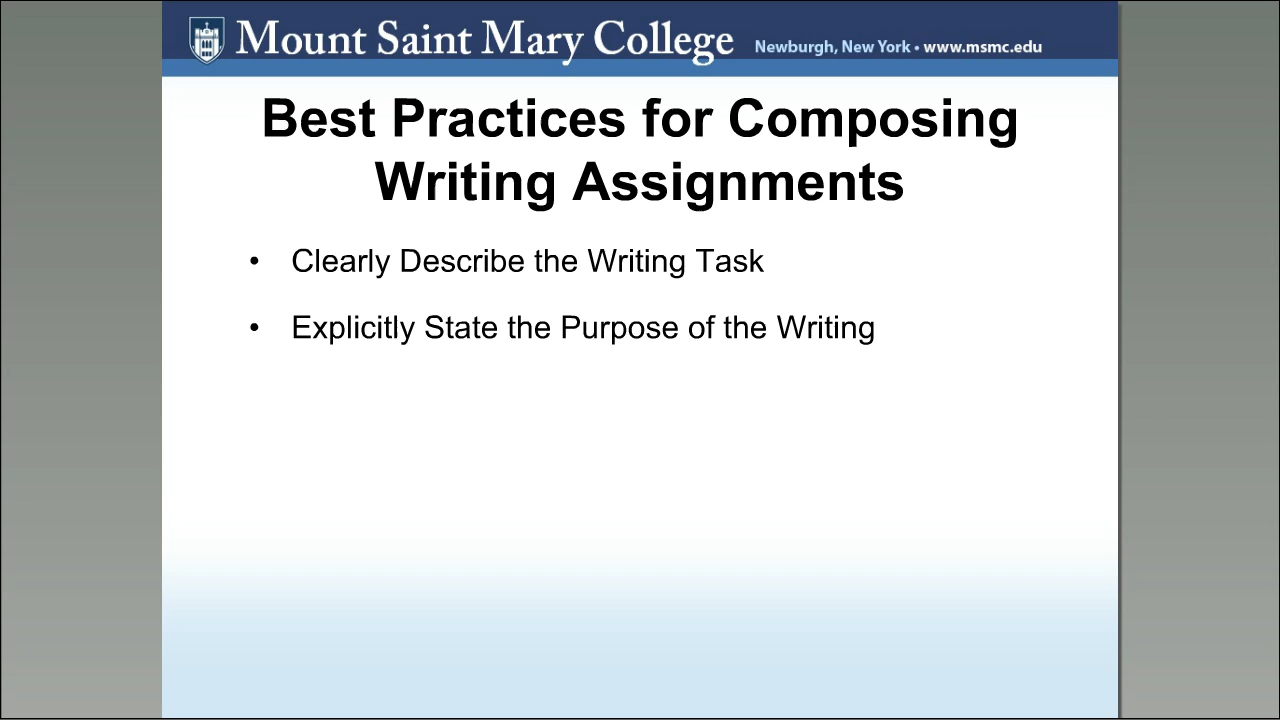 Mount Saint Mary College Newburgh, New York • www.msmc.edu
Best Practices for Composing
Writing Assignments
• Clearly Describe the Writing Task
• Explicitly State the Purpose of the Writing